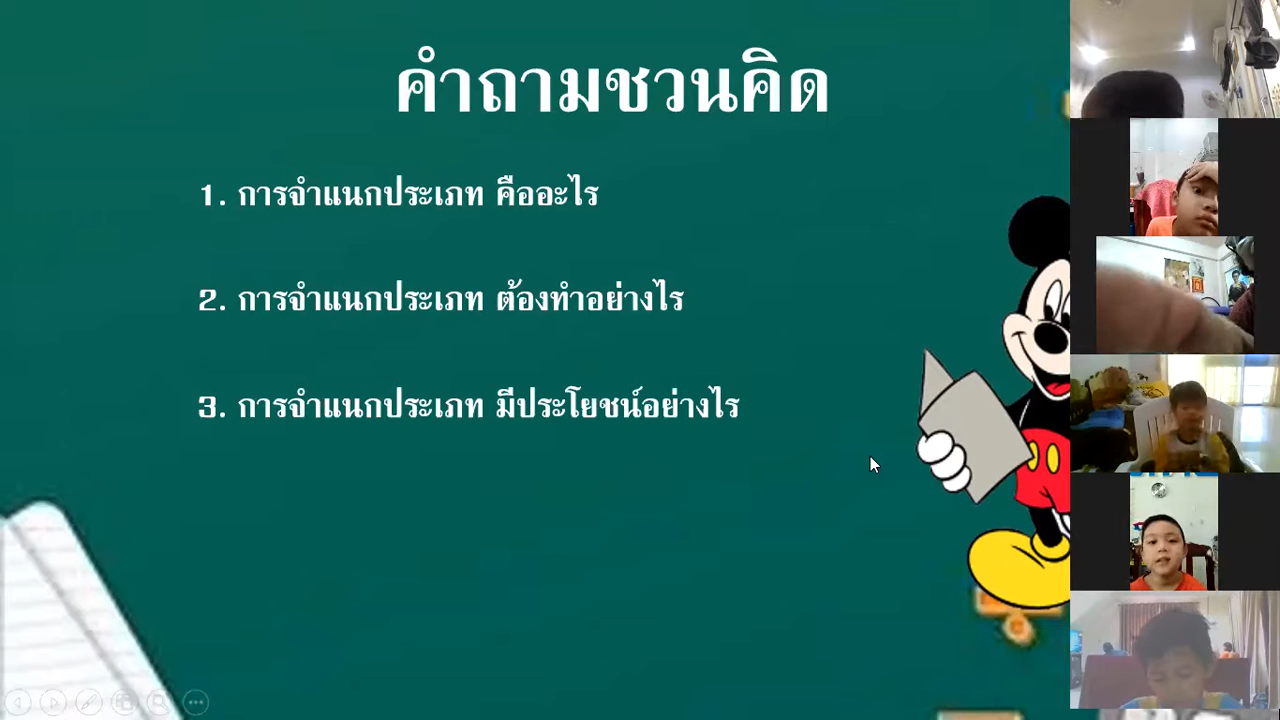 คำถามชวนคิด
1. การจำแนกประเภท คืออะไร
2. การจำแนกประเภท ต้องทำอย่างไร
3. การจำแนกประเภท มีประโยชน์อย่างไร